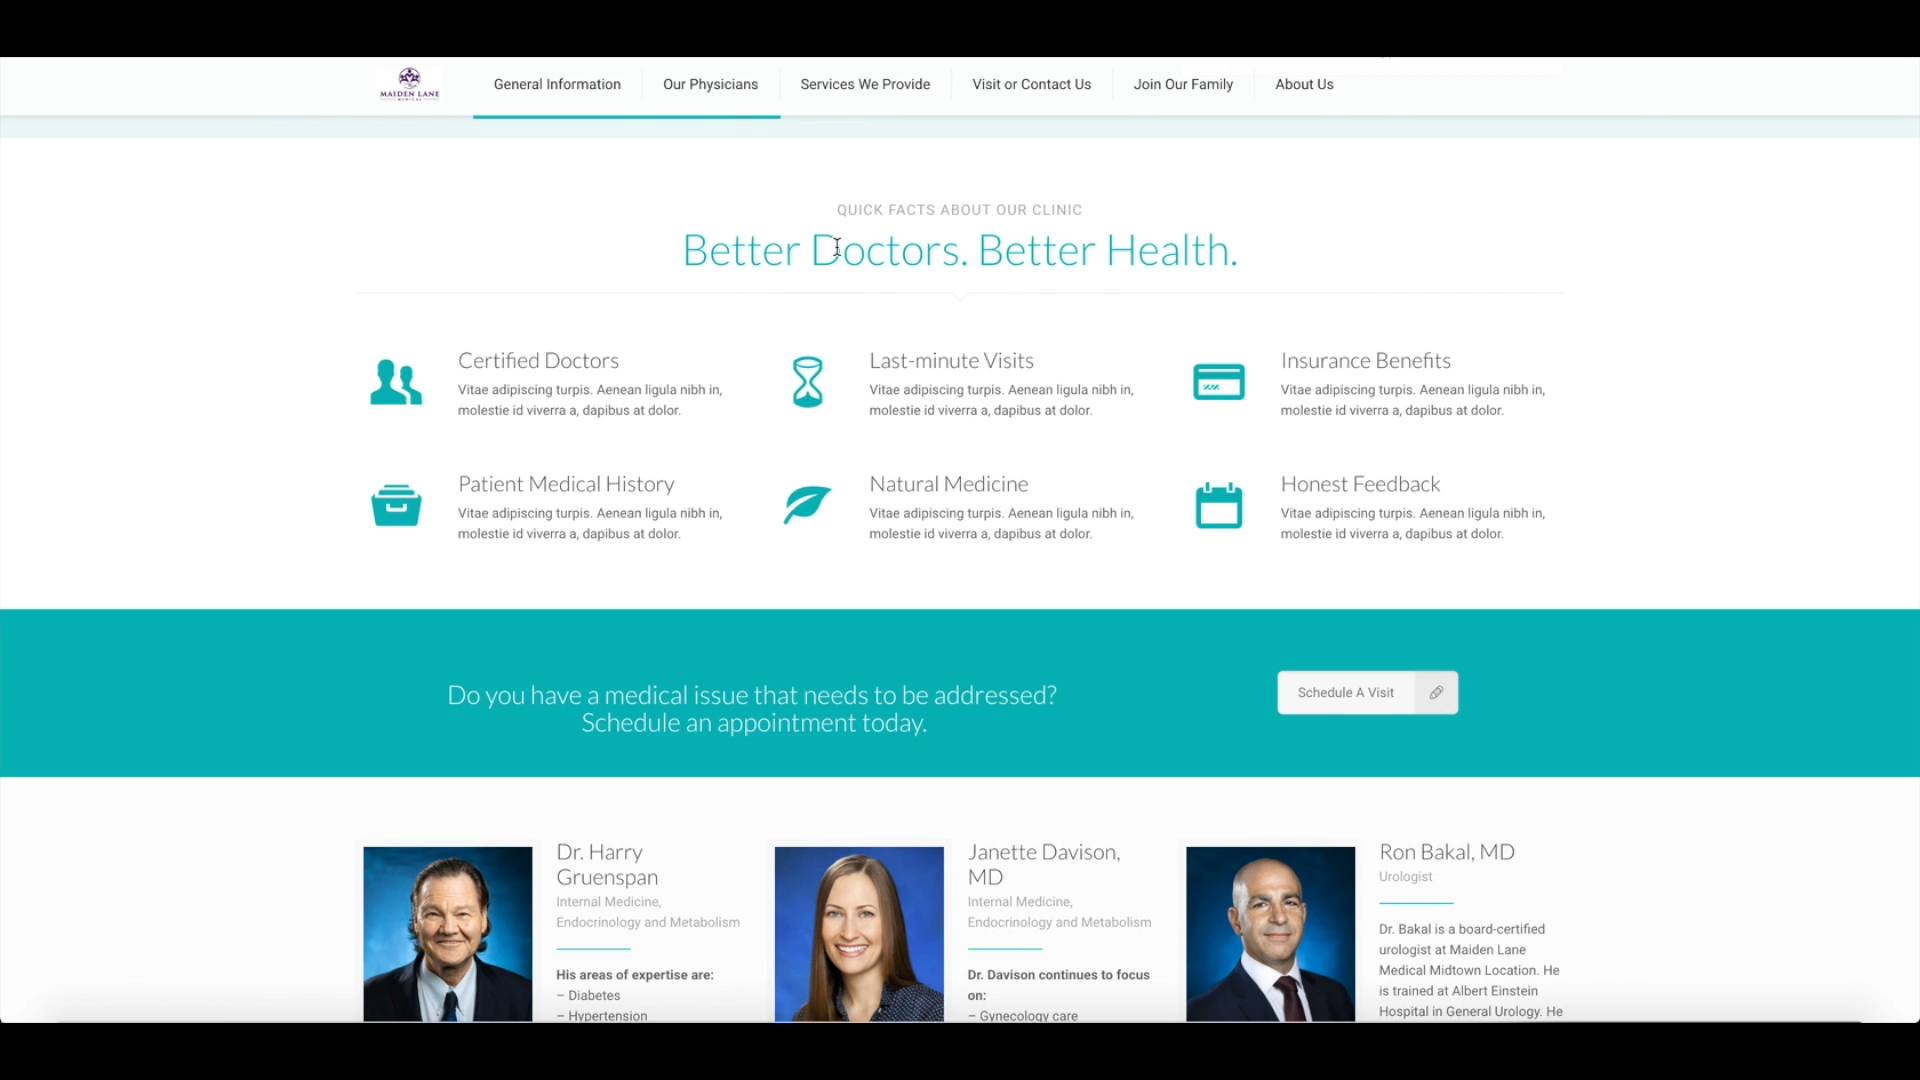 MAIDEN LANE
MEDICAL
General Information
Our Physicians
Services We Provide
Visit or Contact Us
Join Our Family
About Us
QUICK FACTS ABOUT OUR CLINIC
Better Doctors. Better Health.
Certified Doctors
Vitae adipiscing turpis. Aenean ligula nibh in,
molestie id viverra a, dapibus at dolor.
Last-minute Visits
Vitae adipiscing turpis. Aenean ligula nibh in,
molestie id viverra a, dapibus at dolor.
Insurance Benefits
Vitae adipiscing turpis. Aenean ligula nibh in,
molestie id viverra a, dapibus at dolor.
Patient Medical History
Vitae adipiscing turpis. Aenean ligula nibh in,
molestie id viverra a, dapibus at dolor.
Natural Medicine
Vitae adipiscing turpis. Aenean ligula nibh in,
molestie id viverra a, dapibus at dolor.
Honest Feedback
Vitae adipiscing turpis. Aenean ligula nibh in,
molestie id viverra a, dapibus at dolor.
Do you have a medical issue that needs to be addressed?
Schedule an appointment today.
Schedule A Visit
Dr. Harry
Gruenspan
Internal Medicine,
Endocrinology and Metabolism
His areas of expertise are:
– Diabetes
– Hypertension
Janette Davison,
MD
Internal Medicine,
Endocrinology and Metabolism
Dr. Davison continues to focus
on:
– Gynecology care
Ron Bakal, MD
Urologist
Dr. Bakal is a board-certified
urologist at Maiden Lane
Medical Midtown Location. He
is trained at Albert Einstein
Hospital in General Urology. He